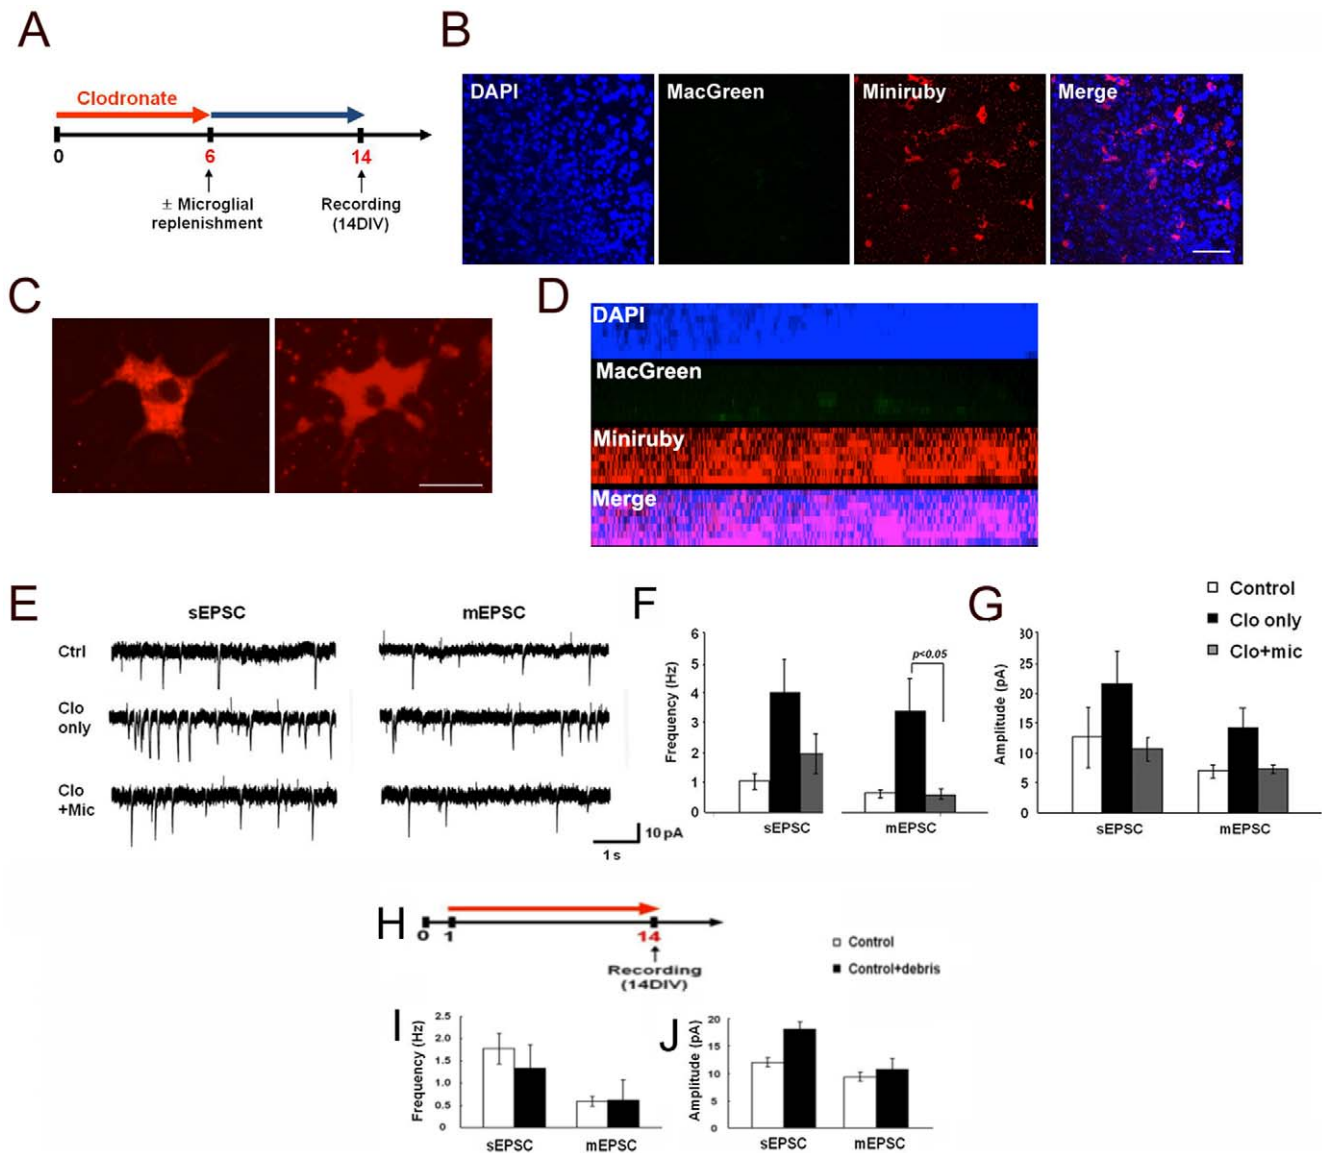 A
Clodronate
0
6
14
± Microglial
replenishment
Recording
(14DIV)
B
DAPI
MacGreen
Miniruby
Merge
C
D
DAPI
MacGreen
Miniruby
Merge
E
sEPSC
mEPSC
Ctrl
Clo
only
Clo
+Mic
10 pA
1 s
F
Frequency (Hz)
6
5
4
3
2
1
0
p<0.05
sEPSC
mEPSC
G
Control
Clo only
Clo+mic
Amplitude (pA)
30
25
20
15
10
5
0
sEPSC
mEPSC
H
0
1
14
Recording
(14DIV)
Control
Control+debris
I
Frequency (Hz)
2.5
2.0
1.5
1.0
0.5
0
sEPSC
mEPSC
J
Amplitude (pA)
20
15
10
5
0
sEPSC
mEPSC